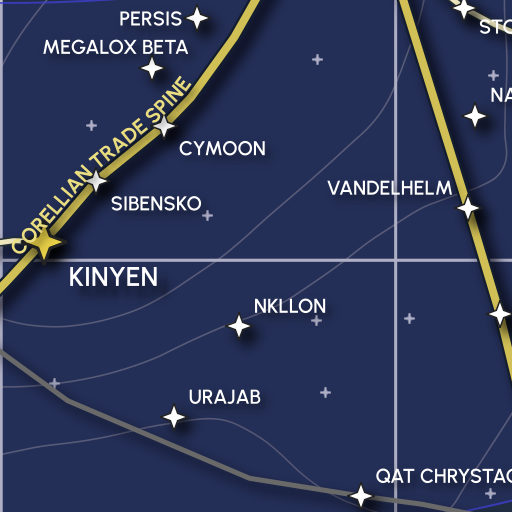 PERSIS
STO
MEGALOX BETA
NA
CORELLIAN TRADE SPINE
CYMOON
VANDELHELM
SIBENSKO
KINYEN
NKLLON
URAJAB
QAT CHRYSTAC